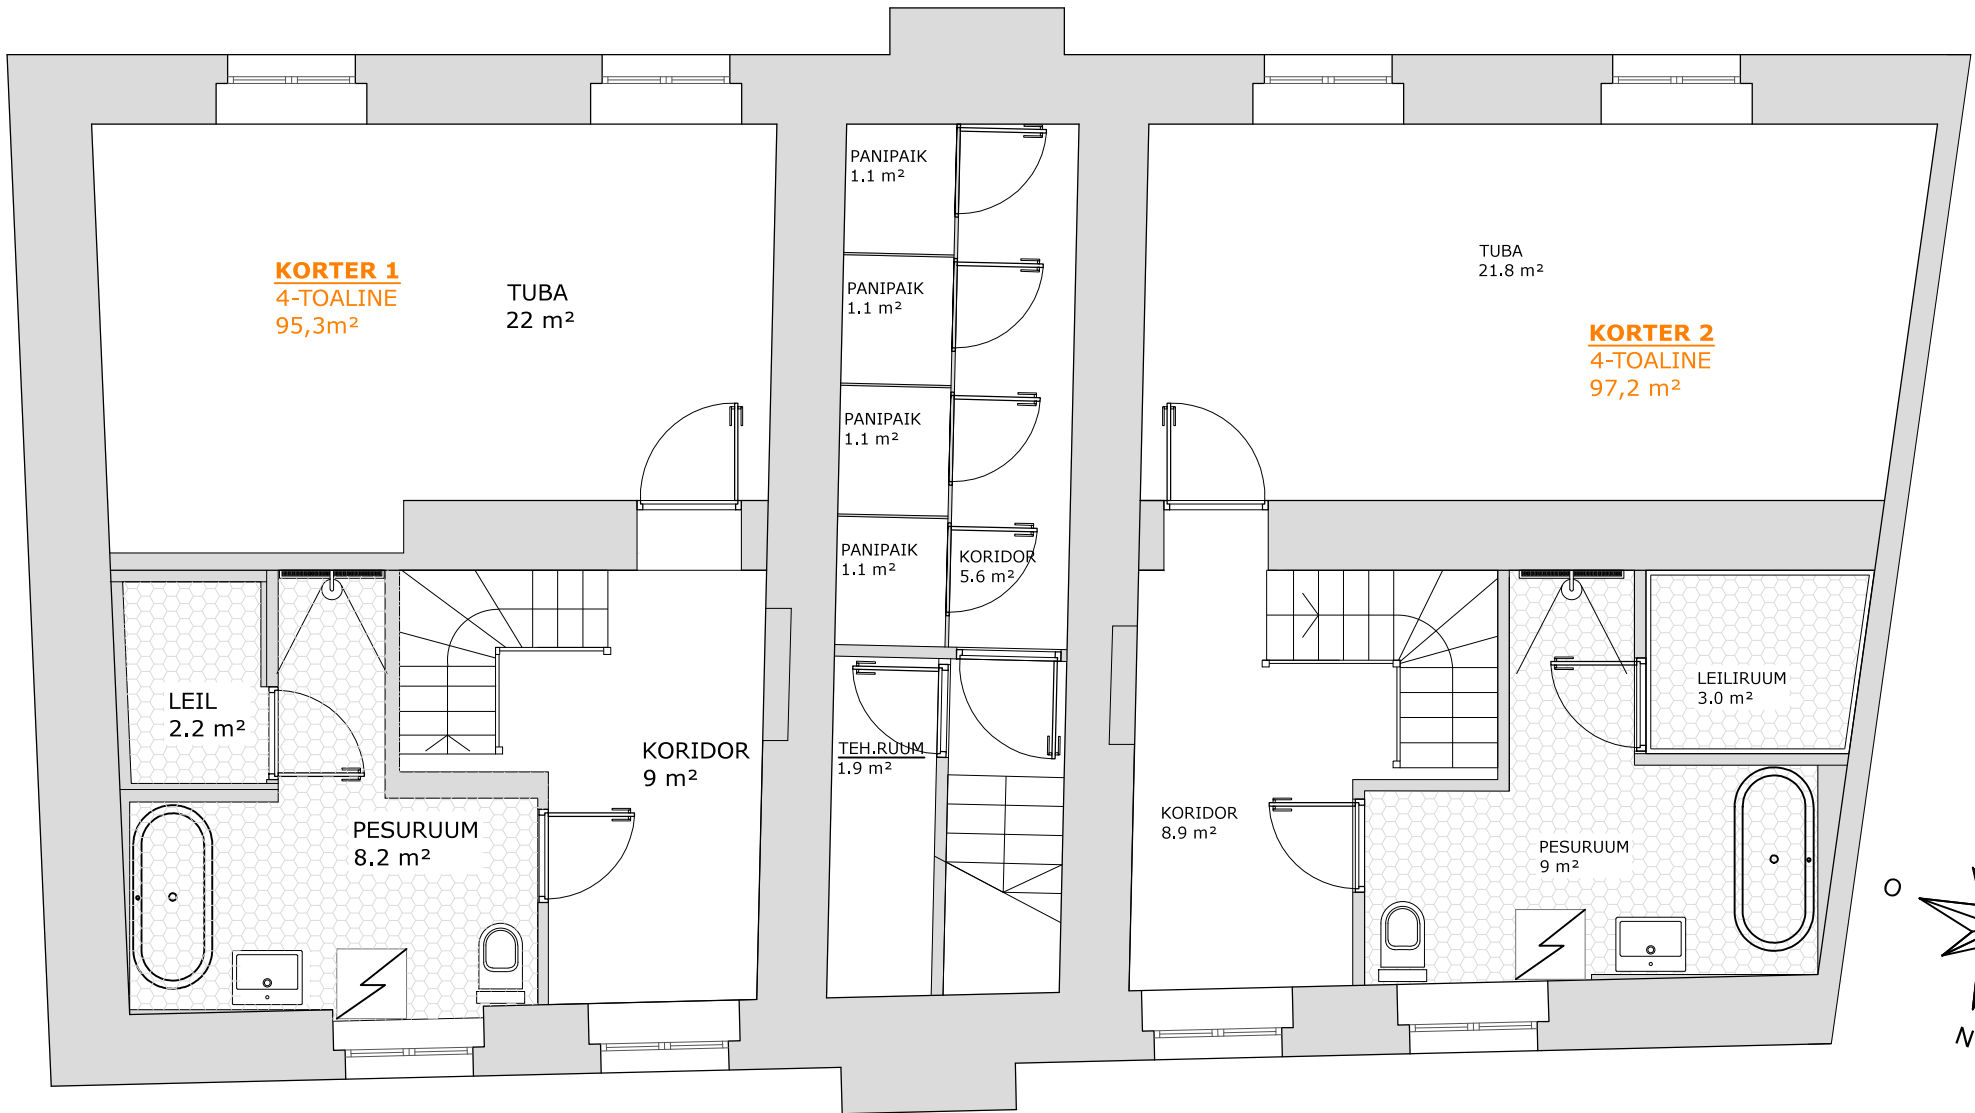 KORTER 1
4-TOALINE
95,3m²
TUBA
22 m²
LEIL
2.2 m²
PESURUUM
8.2 m²
KORIDOR
9 m²
PANIPAIK
1.1 m²
PANIPAIK
1.1 m²
PANIPAIK
1.1 m²
PANIPAIK
1.1 m²
KORIDOR
5.6 m²
TEH.RUUM
1.9 m²
TUBA
21.8 m²
KORTER 2
4-TOALINE
97,2 m²
LEILIRUUM
3.0 m²
KORIDOR
8.9 m²
PESURUUM
9 m²
O
N